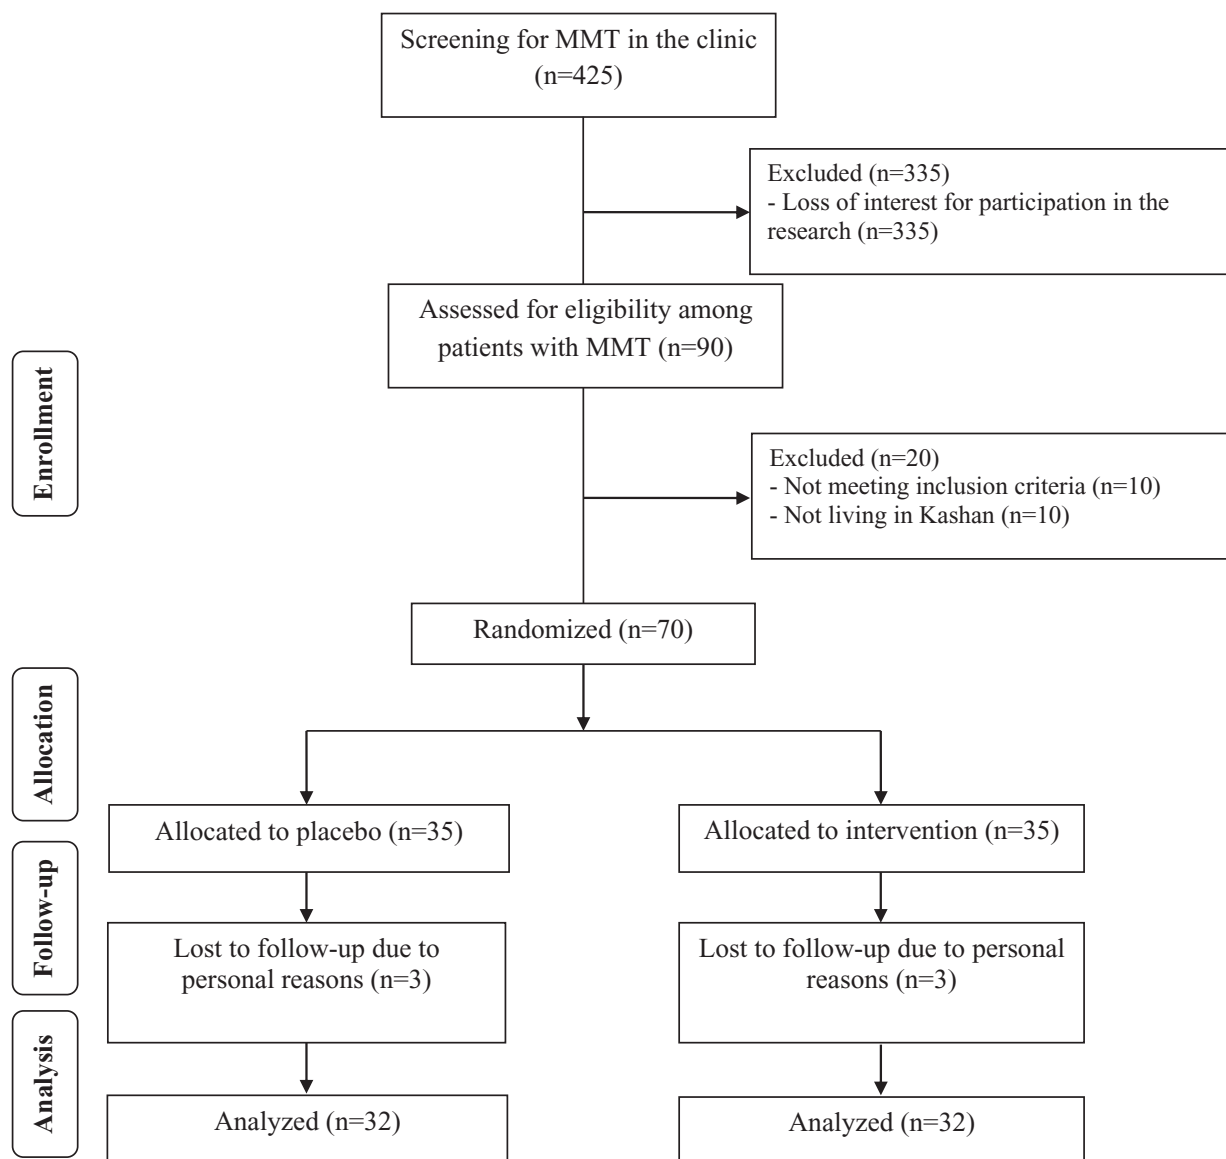 Screening for MMT in the clinic
(n=425)
Excluded (n=335)
- Loss of interest for participation in the
research (n=335)
Assessed for eligibility among
patients with MMT (n=90)
Enrollment
Excluded (n=20)
- Not meeting inclusion criteria (n=10)
- Not living in Kashan (n=10)
Randomized (n=70)
Allocation
Allocated to placebo (n=35)
Allocated to intervention (n=35)
Follow-up
Lost to follow-up due to
personal reasons (n=3)
Lost to follow-up due to personal
reasons (n=3)
Analysis
Analyzed (n=32)
Analyzed (n=32)